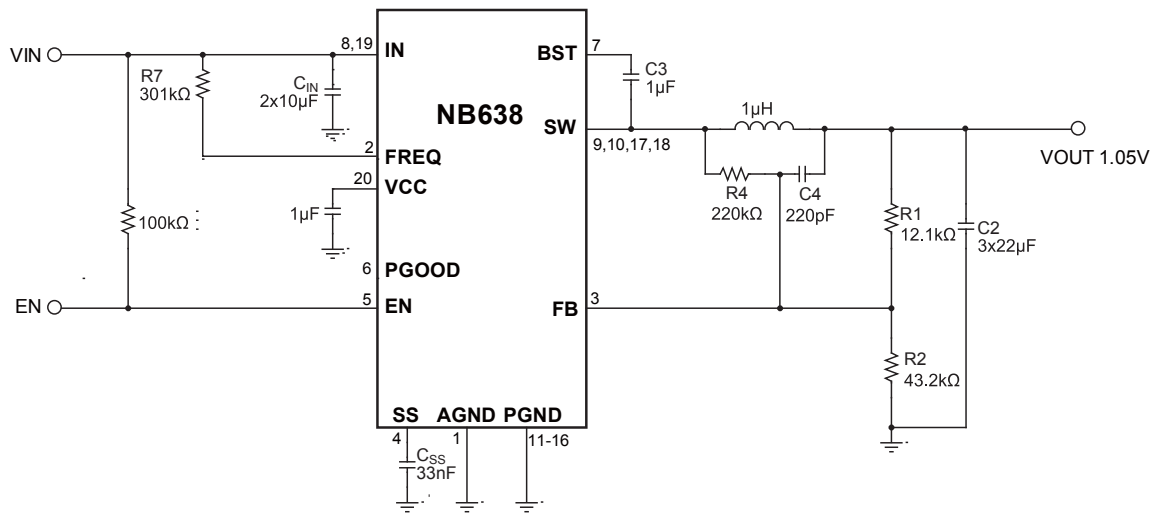 VIN
R7
301kΩ
8,19
IN
C_IN
2x10µF
NB638
BST
7
C3
1µF
SW
9,10,17,18
1µH
VOUT 1.05V
2
FREQ
20
VCC
R4
220kΩ
C4
220pF
1µF
100kΩ
R1
12.1kΩ
C2
3x22µF
6
PGOOD
EN
5
EN
FB
3
R2
43.2kΩ
SS
AGND
PGND
4
1
11-16
C_SS
33nF